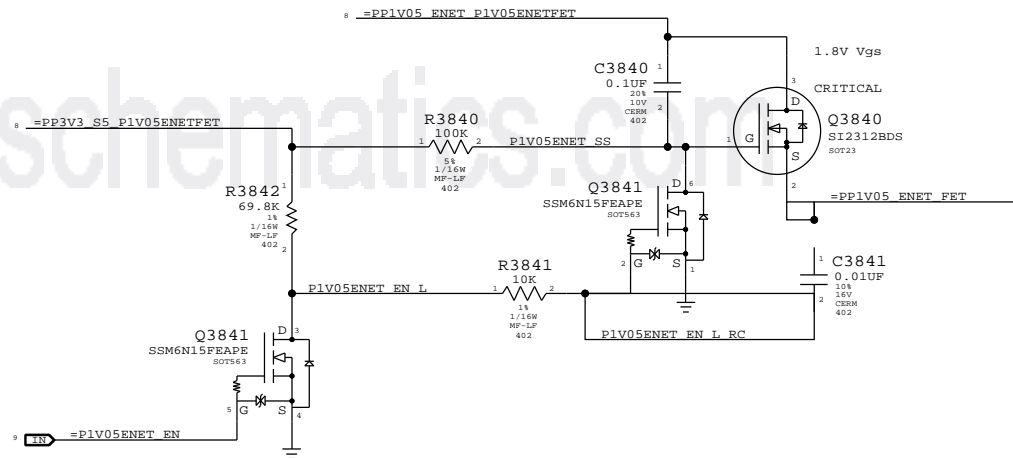 8 =PP1V05_ENET_P1V05ENETFET
1.8V Vgs
C3840
0.1UF
20%
10V
CERM
402
1
2
3
CRITICAL
D
Q3840
SI2312BDS
SOT23
1
G
S
2
schematics.com
8 =PP3V3_S5_P1V05ENETFET
R3840
100K
1 2
5%
1/16W
MF-LF
402
P1V05ENET_SS
R3842
69.8K
1%
1/16W
MF-LF
402
1
2
Q3841
SSM6N15FEAPE
SOT563
D 6
2 G S 1
=PP1V05_ENET_FET
C3841
0.01UF
10%
16V
CERM
402
1
2
P1V05ENET_EN_L
R3841
10K
1 2
1%
1/16W
MF-LF
402
P1V05ENET_EN_L_RC
Q3841
SSM6N15FEAPE
SOT563
D 3
5 G S 4
9 IN =P1V05ENET_EN